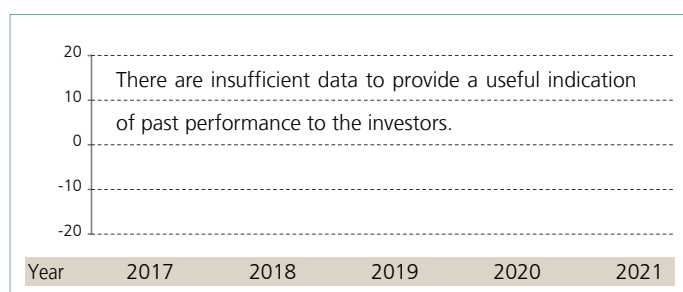 20
There are insufficient data to provide a useful indication
10
of past performance to the investors.
0
-10
-20
Year 2017 2018 2019 2020 2021